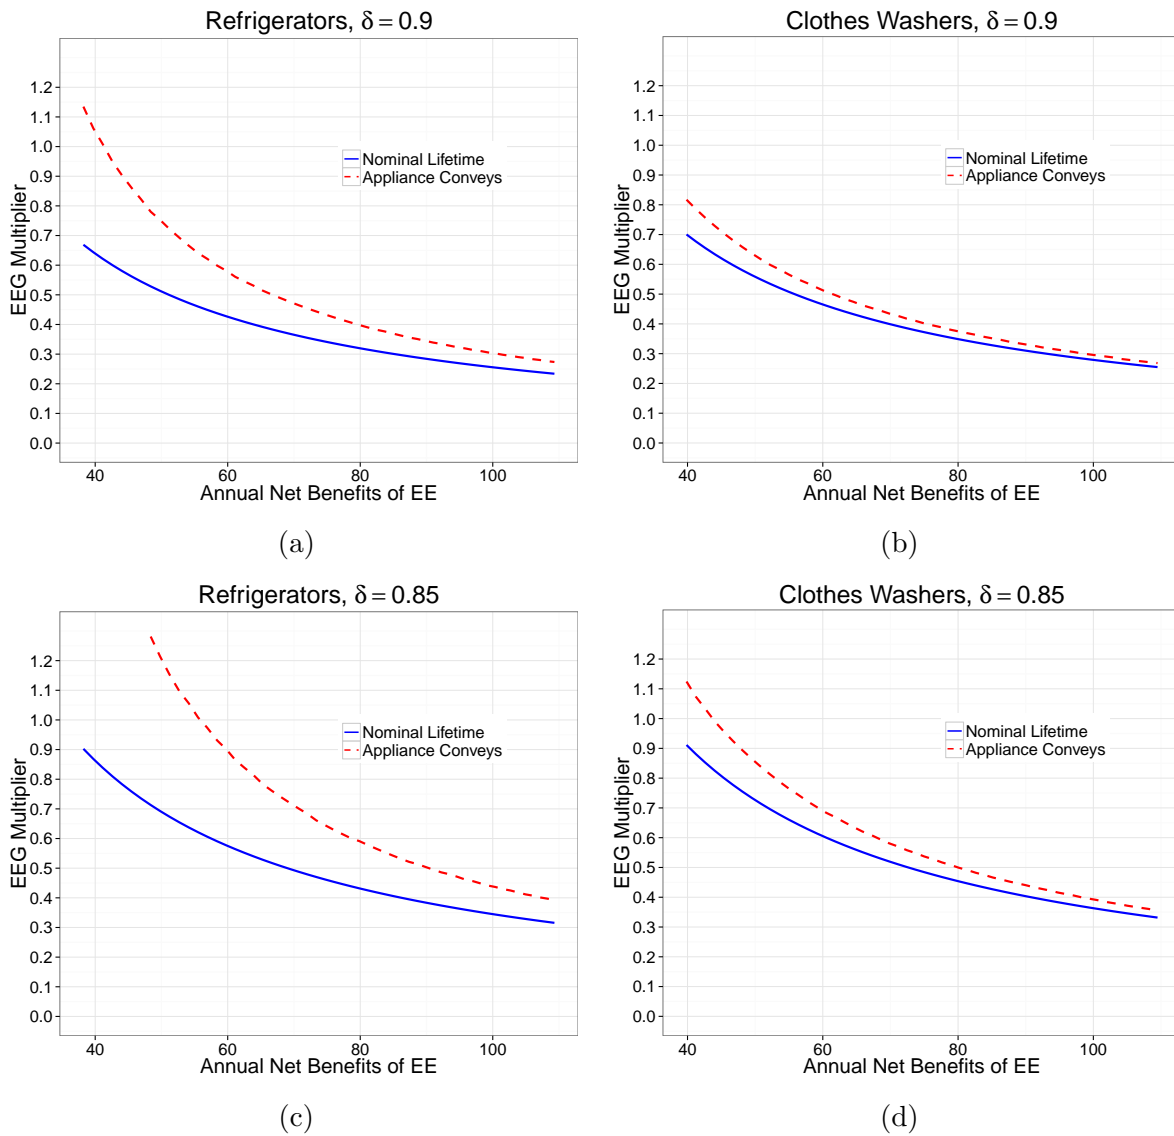 Refrigerators, δ = 0.9
EEG Multiplier
1.2
1.1
1.0
0.9
0.8
0.7
0.6
0.5
0.4
0.3
0.2
0.1
0.0
Nominal Lifetime
Appliance Conveys
40 60 80 100
Annual Net Benefits of EE
(a)
Clothes Washers, δ = 0.9
EEG Multiplier
1.2
1.1
1.0
0.9
0.8
0.7
0.6
0.5
0.4
0.3
0.2
0.1
0.0
Nominal Lifetime
Appliance Conveys
40 60 80 100
Annual Net Benefits of EE
(b)
Refrigerators, δ = 0.85
EEG Multiplier
1.2
1.1
1.0
0.9
0.8
0.7
0.6
0.5
0.4
0.3
0.2
0.1
0.0
Nominal Lifetime
Appliance Conveys
40 60 80 100
Annual Net Benefits of EE
(c)
Clothes Washers, δ = 0.85
EEG Multiplier
1.2
1.1
1.0
0.9
0.8
0.7
0.6
0.5
0.4
0.3
0.2
0.1
0.0
Nominal Lifetime
Appliance Conveys
40 60 80 100
Annual Net Benefits of EE
(d)